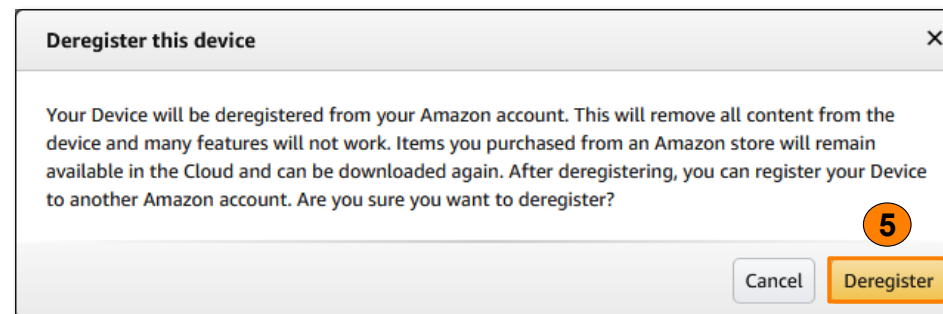 Deregister this device
Your Device will be deregistered from your Amazon account. This will remove all content from the
device and many features will not work. Items you purchased from an Amazon store will remain
available in the Cloud and can be downloaded again. After deregistering, you can register your Device
to another Amazon account. Are you sure you want to deregister?
5
Cancel
Deregister